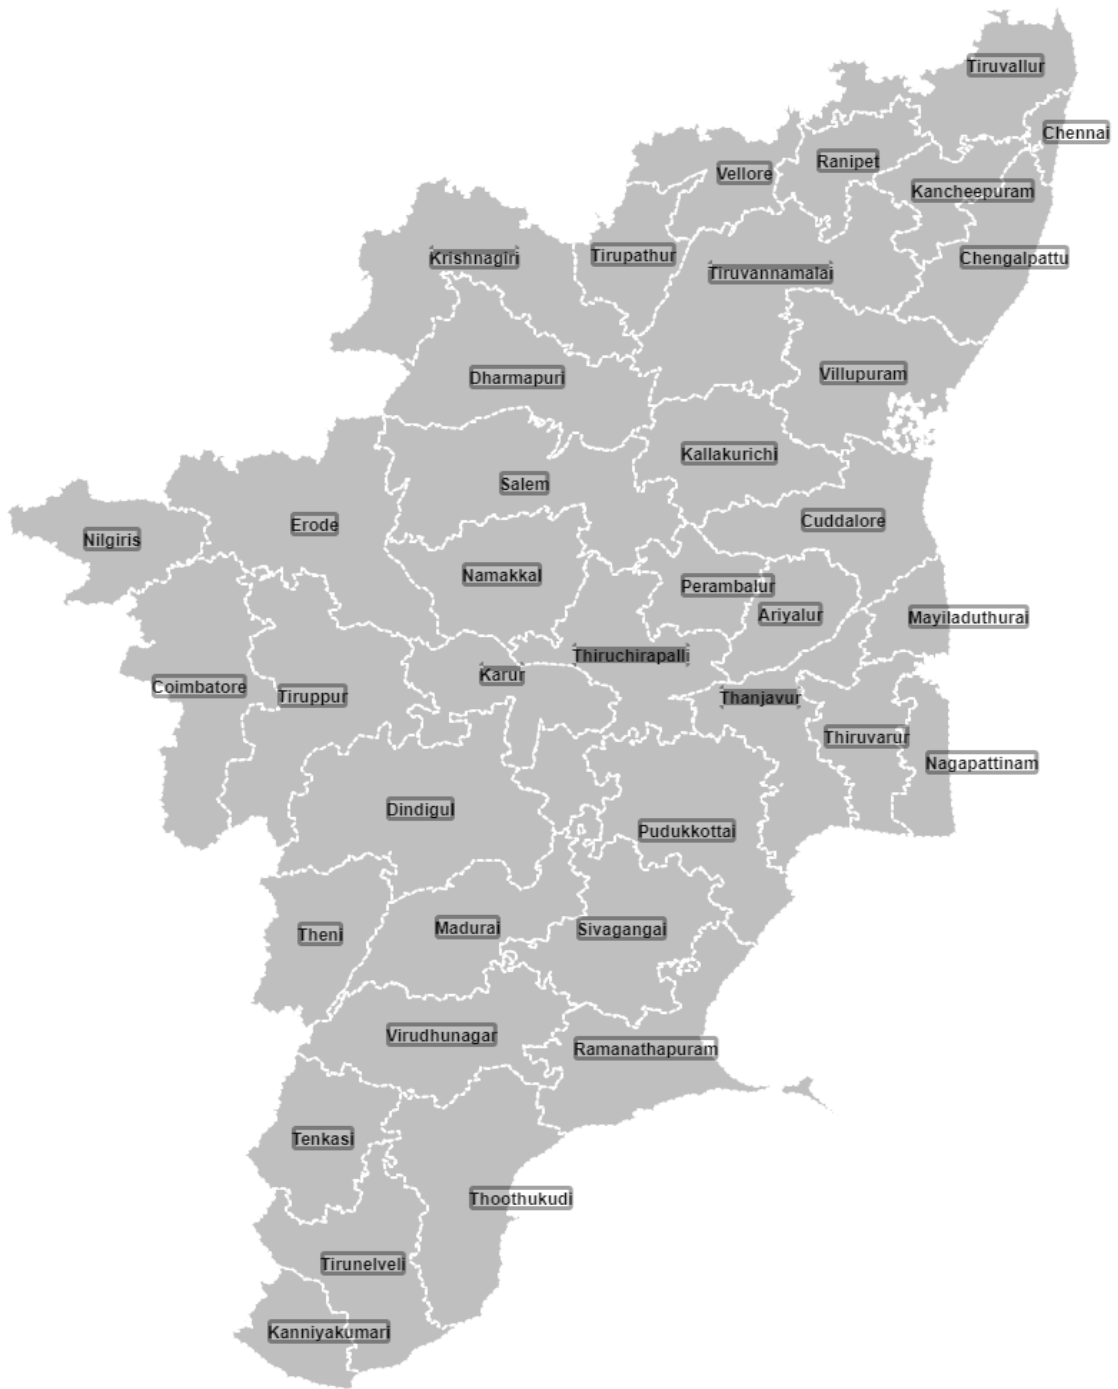 Tiruvallur
Chennai
Ranipet
Vellore
Kancheepuram
Tirupathur
Krishnagiri
Chengalpattu
Tiruvannamalai
Villupuram
Dharmapuri
Kallakurichi
Salem
Cuddalore
Erode
Nilgiris
Namakkal
Perambalur
Ariyalur
Mayiladuthurai
Thiruchirapalli
Karur
Coimbatore
Tiruppur
Thanjavur
Thiruvarur
Nagapattinam
Dindigul
Pudukkottai
Madurai
Sivagangai
Theni
Virudhunagar
Ramanathapuram
Tenkasi
Thoothukudi
Tirunelveli
Kanniyakumari